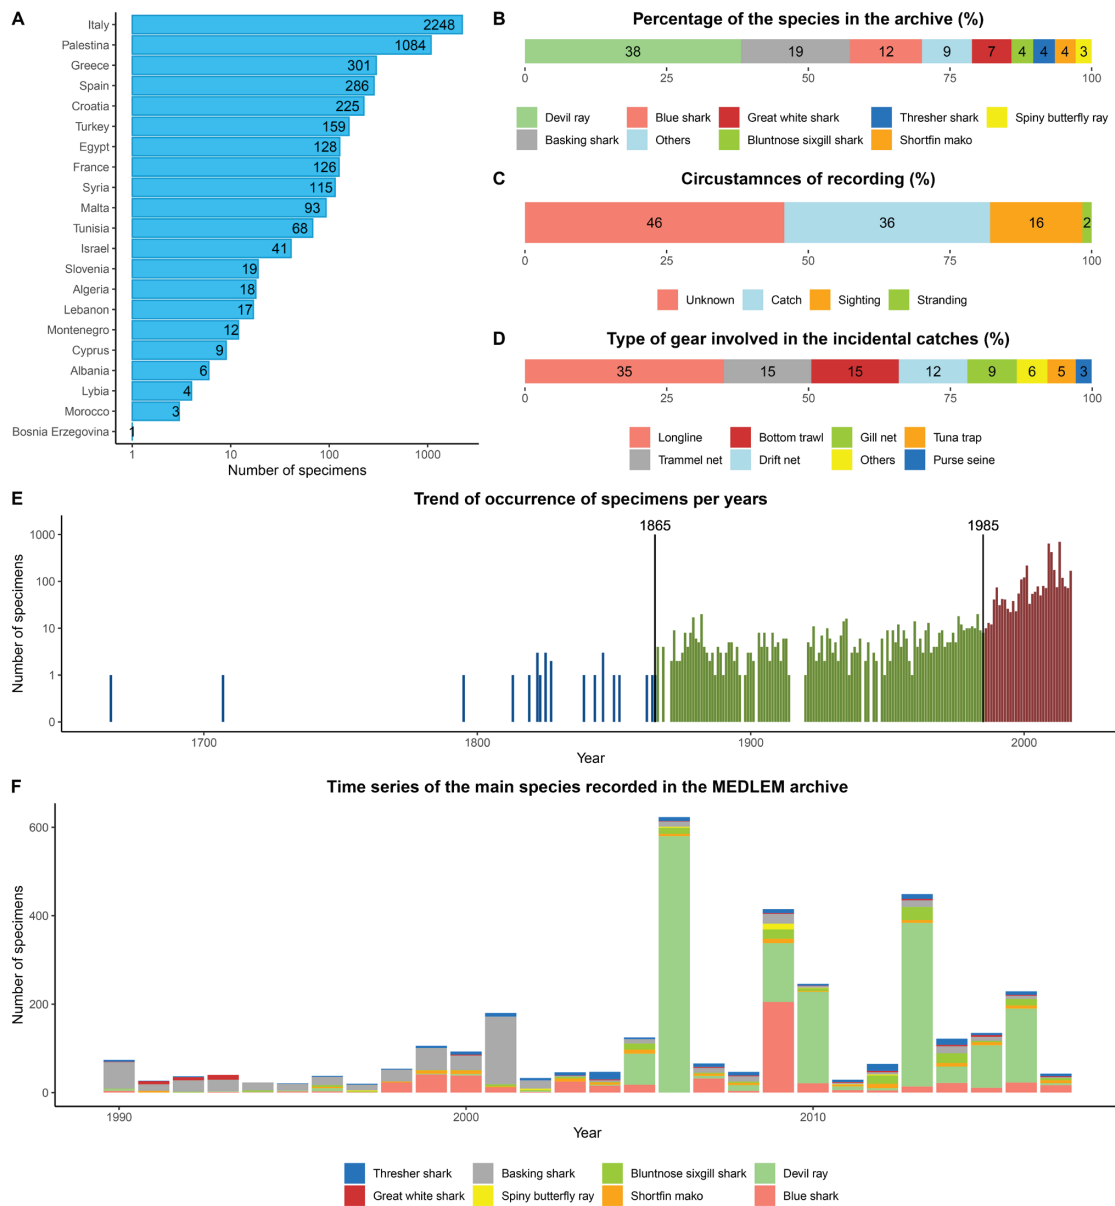 A
Italy 2248
Palestina 1084
Greece 301
Spain 286
Croatia 225
Turkey 159
Egypt 128
France 126
Syria 115
Malta 93
Tunisia 68
Israel 41
Slovenia 19
Algeria 18
Lebanon 17
Montenegro 12
Cyprus 9
Albania 6
Lybia 4
Morocco 3
Bosnia Erzegovina 1
1 10 100 1000
Number of specimens
B Percentage of the species in the archive (%)
38 19 12 9 7 4 4 4 3
0 25 50 75 100
Devil ray Blue shark Great white shark Thresher shark Spiny butterfly ray
Basking shark Others Bluntnose sixgill shark Shortfin mako
C Circustamnces of recording (%)
46 36 16 2
0 25 50 75 100
Unknown Catch Sighting Stranding
D Type of gear involved in the incidental catches (%)
35 15 15 12 9 6 5 3
0 25 50 75 100
Longline Bottom trawl Gill net Tuna trap
Trammel net Drift net Others Purse seine
E Trend of occurrence of specimens per years
1865 1985
1000
100
10
1
0
Number of specimens
1700 1800 1900 2000
Year
F Time series of the main species recorded in the MEDLEM archive
600
400
200
0
Number of specimens
1990 2000 2010
Year
Thresher shark Basking shark Bluntnose sixgill shark Devil ray
Great white shark Spiny butterfly ray Shortfin mako Blue shark